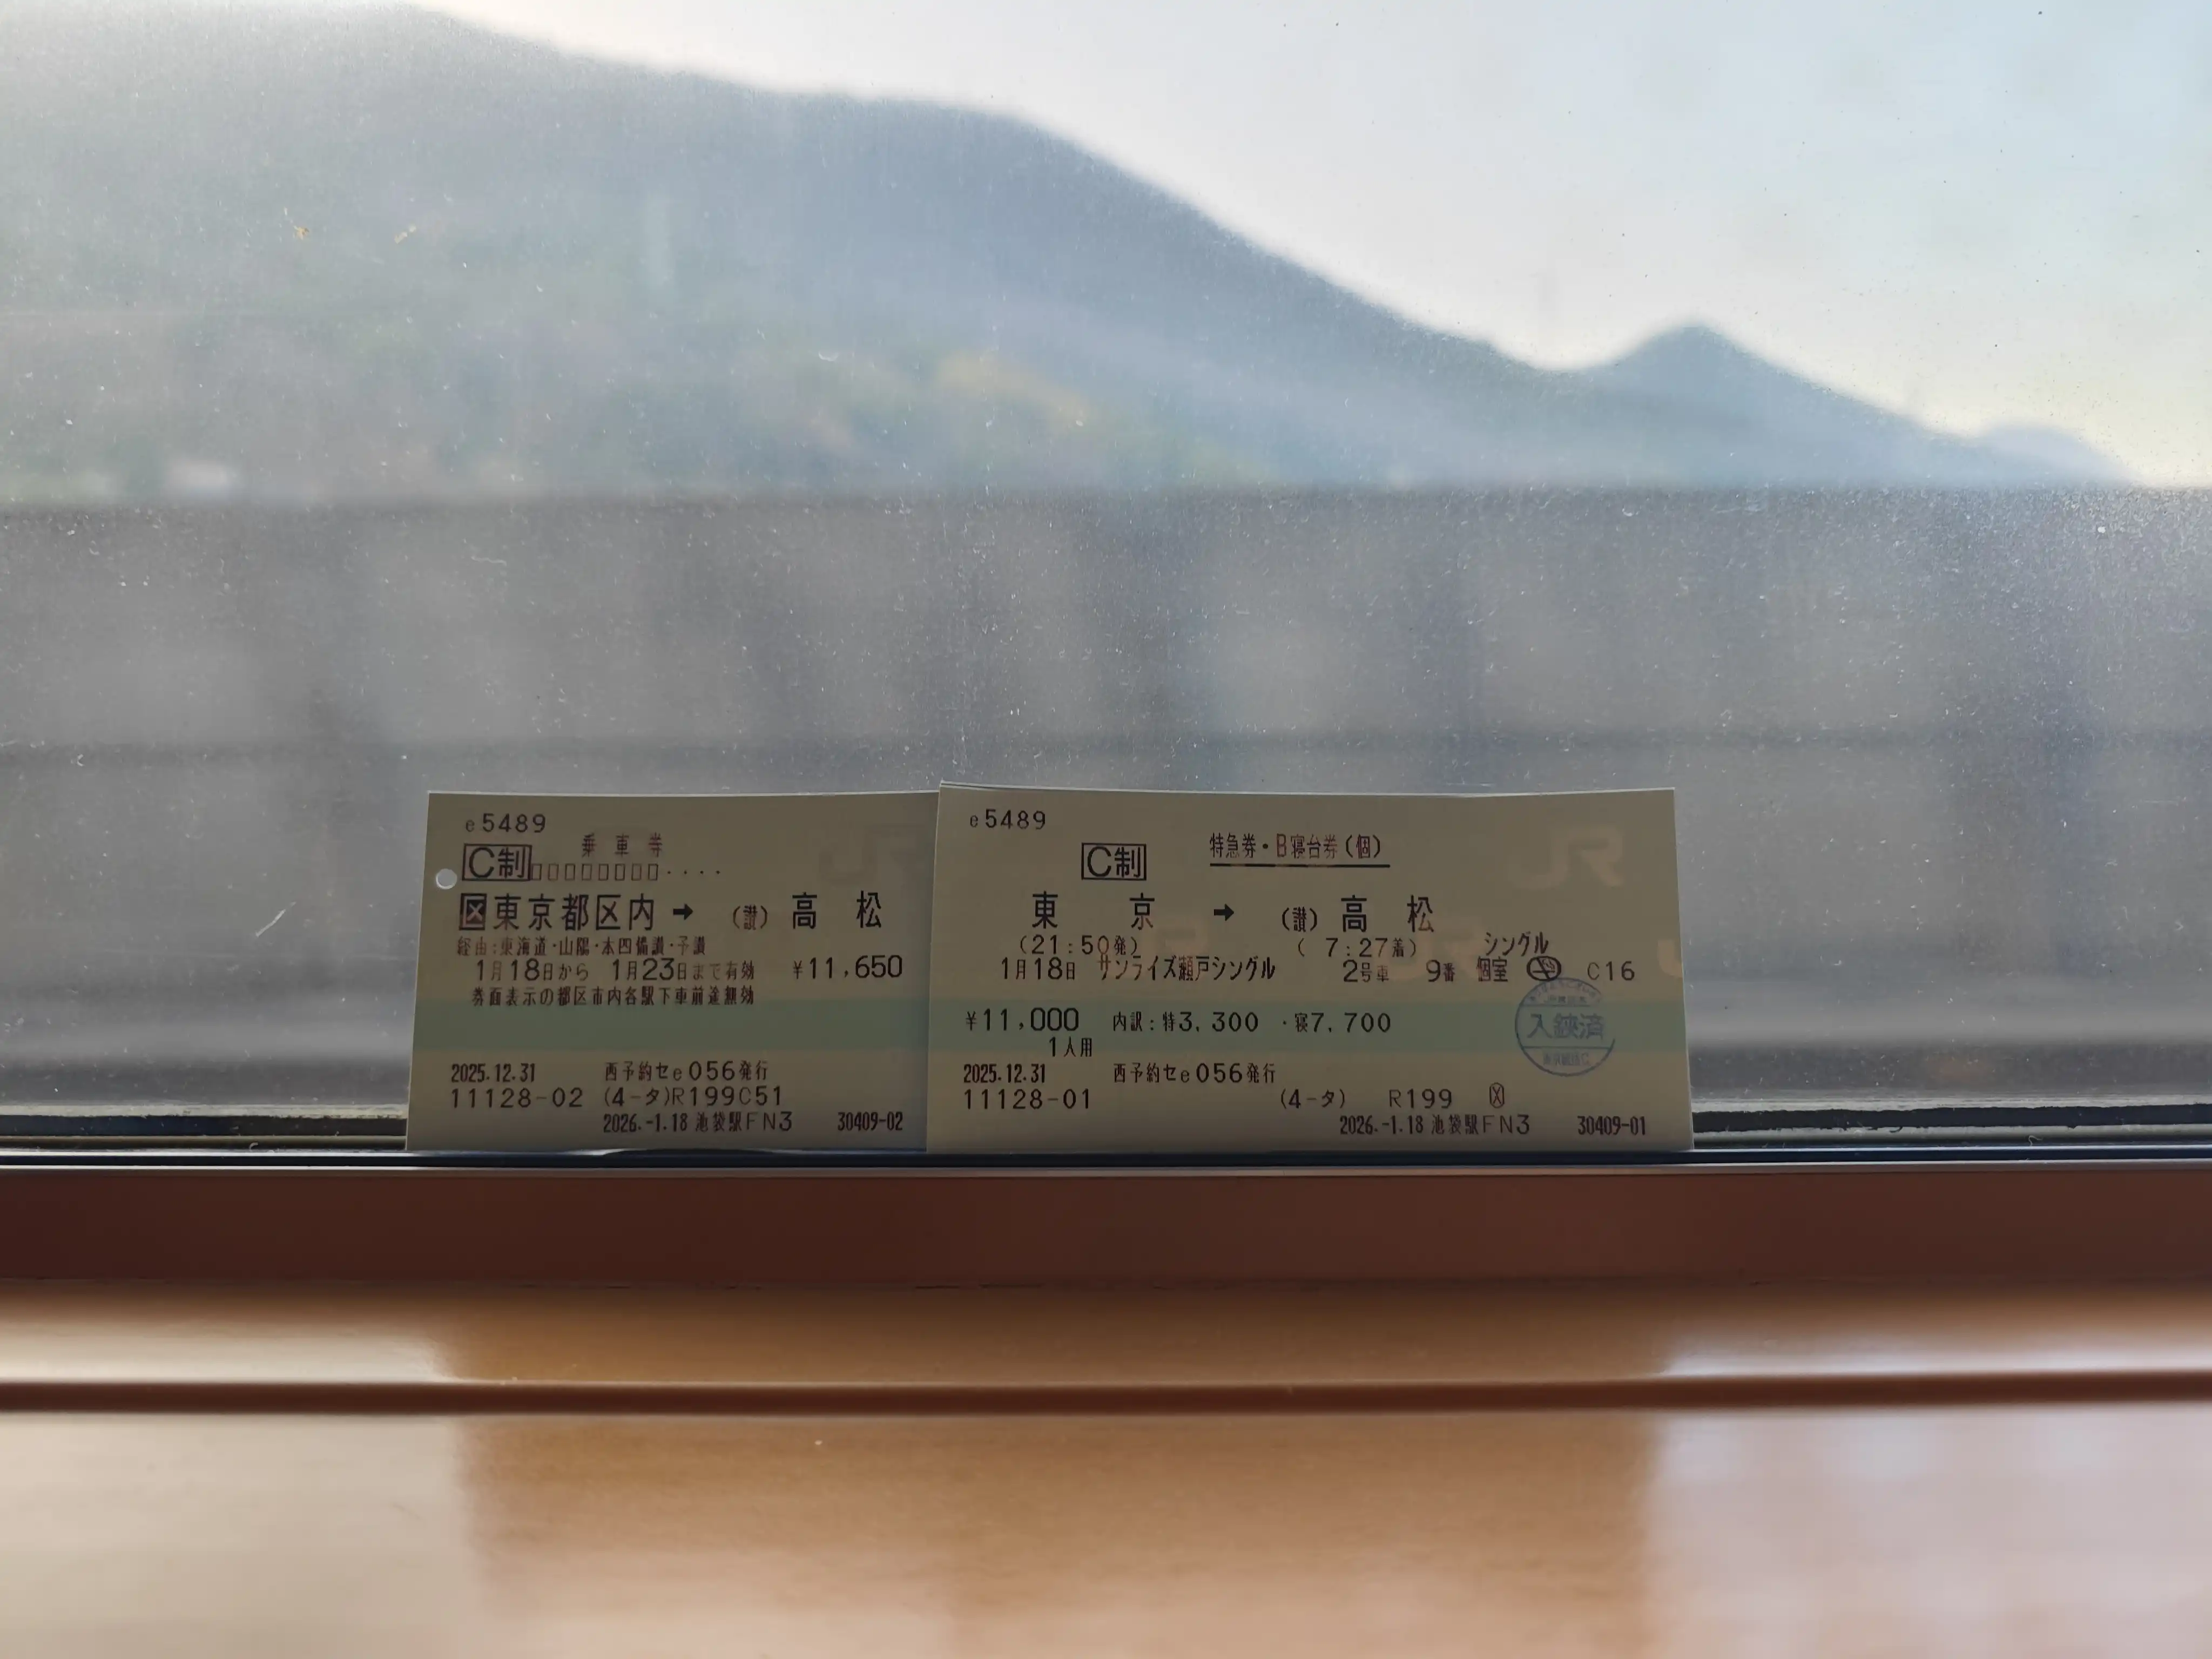 e5489
乗車券
C制
区東京都区内 → (讃) 高松
経由:東海道・山陽・本四備讃・予讃
1月18日から 1月23日まで有効 ¥11,650
券面表示の都区市内各駅下車前途無効
2025.12.31 西予約セe056発行
11128-02 (4-タ)R199C51
2026.-1.18 池袋駅FN3 30409-02
e5489
特急券・B寝台券(個)
C制
東京 → (讃) 高松
(21:50発) ( 7:27着) シングル
1月18日 サンライズ瀬戸シングル 2号車 9番 個室 C16
¥11,000 内訳:特3,300 ・寝7,700
1人用
入鋏済
2025.12.31 西予約セe056発行
11128-01 (4-タ) R199
2026.-1.18 池袋駅FN3 30409-01
JR
JR